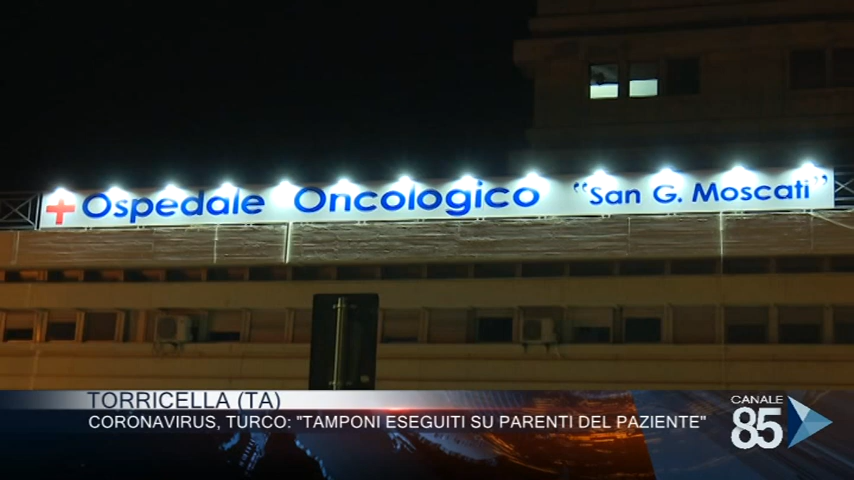 Ospedale Oncologico "San G. Moscati"
TORRICELLA (TA)
CORONAVIRUS, TURCO: "TAMPONI ESEGUITI SU PARENTI DEL PAZIENTE"
CANALE
85